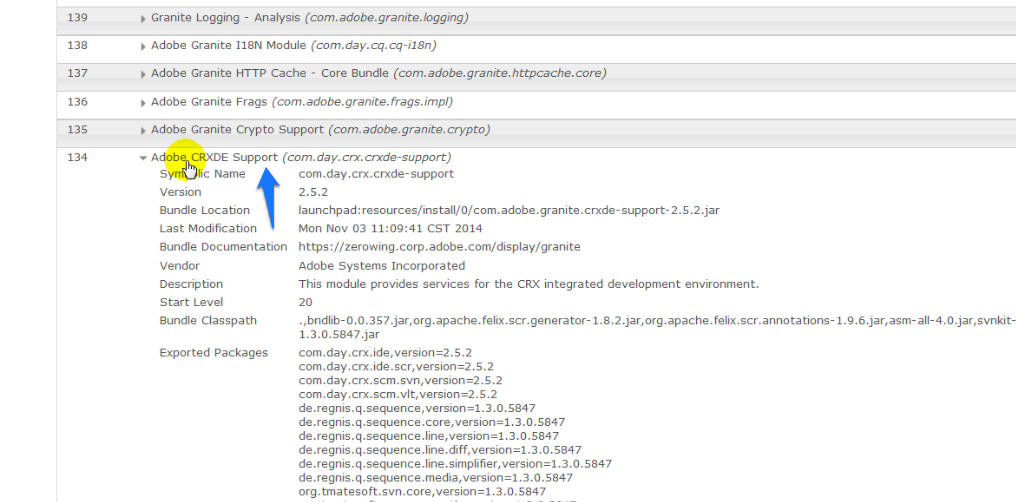 139 Granite Logging - Analysis (com.adobe.granite.logging)
138 Adobe Granite I18N Module (com.day.cq.cq-i18n)
137 Adobe Granite HTTP Cache - Core Bundle (com.adobe.granite.httpcache.core)
136 Adobe Granite Frags (com.adobe.granite.frags.impl)
135 Adobe Granite Crypto Support (com.adobe.granite.crypto)
134 Adobe CRXDE Support (com.day.crx.crxde-support)
Symbolic Name com.day.crx.crxde-support
Version 2.5.2
Bundle Location launchpad:resources/install/0/com.adobe.granite.crxde-support-2.5.2.jar
Last Modification Mon Nov 03 11:09:41 CST 2014
Bundle Documentation https://zerowing.corp.adobe.com/display/granite
Vendor Adobe Systems Incorporated
Description This module provides services for the CRX integrated development environment.
Start Level 20
Bundle Classpath .,bndlib-0.0.357.jar,org.apache.felix.scr.generator-1.8.2.jar,org.apache.felix.scr.annotations-1.9.6.jar,asm-all-4.0.jar,svnkit-
1.3.0.5847.jar
Exported Packages com.day.crx.ide,version=2.5.2
com.day.crx.ide.scr,version=2.5.2
com.day.crx.scm.svn,version=2.5.2
com.day.crx.scm.vlt,version=2.5.2
de.regnis.q.sequence,version=1.3.0.5847
de.regnis.q.sequence.core,version=1.3.0.5847
de.regnis.q.sequence.line,version=1.3.0.5847
de.regnis.q.sequence.line.diff,version=1.3.0.5847
de.regnis.q.sequence.line.simplifier,version=1.3.0.5847
de.regnis.q.sequence.media,version=1.3.0.5847
org.tmatesoft.svn.core,version=1.3.0.5847